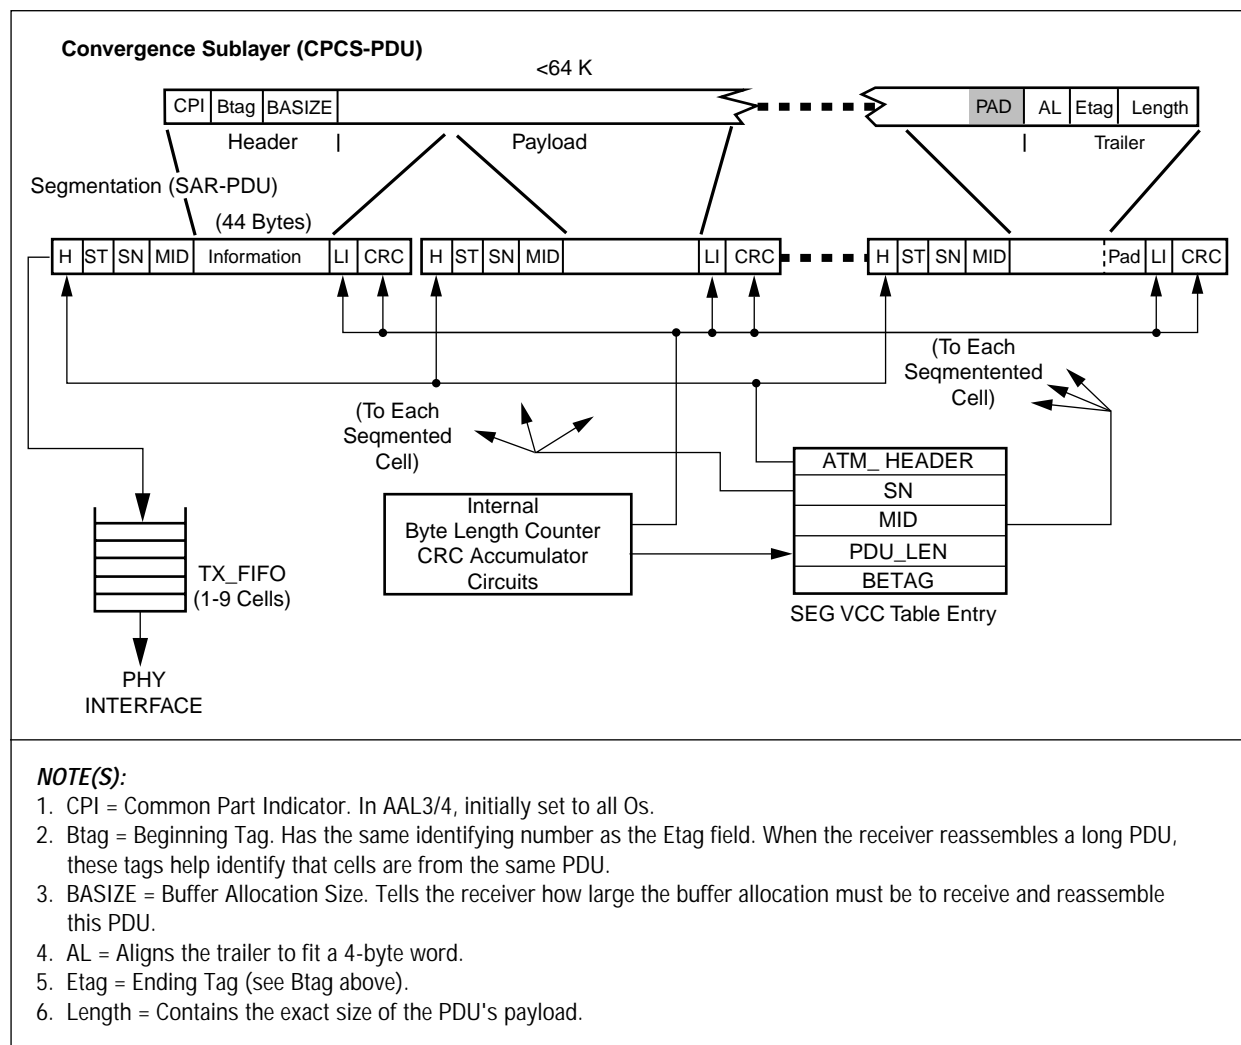 Convergence Sublayer (CPCS-PDU)
<64 K
CPI Btag BASIZE PAD AL Etag Length
Header Payload Trailer
Segmentation (SAR-PDU)
(44 Bytes)
H ST SN MID Information LI CRC H ST SN MID LI CRC H ST SN MID Pad LI CRC
(To Each
Seqmentented
Cell)
(To Each
Seqmented
Cell)
ATM_ HEADER
SN
MID
PDU_LEN
BETAG
SEG VCC Table Entry
Internal
Byte Length Counter
CRC Accumulator
Circuits
TX_FIFO
(1-9 Cells)
PHY
INTERFACE
NOTE(S):
1. CPI = Common Part Indicator. In AAL3/4, initially set to all Os.
2. Btag = Beginning Tag. Has the same identifying number as the Etag field. When the receiver reassembles a long PDU,
these tags help identify that cells are from the same PDU.
3. BASIZE = Buffer Allocation Size. Tells the receiver how large the buffer allocation must be to receive and reassemble
this PDU.
4. AL = Aligns the trailer to fit a 4-byte word.
5. Etag = Ending Tag (see Btag above).
6. Length = Contains the exact size of the PDU's payload.